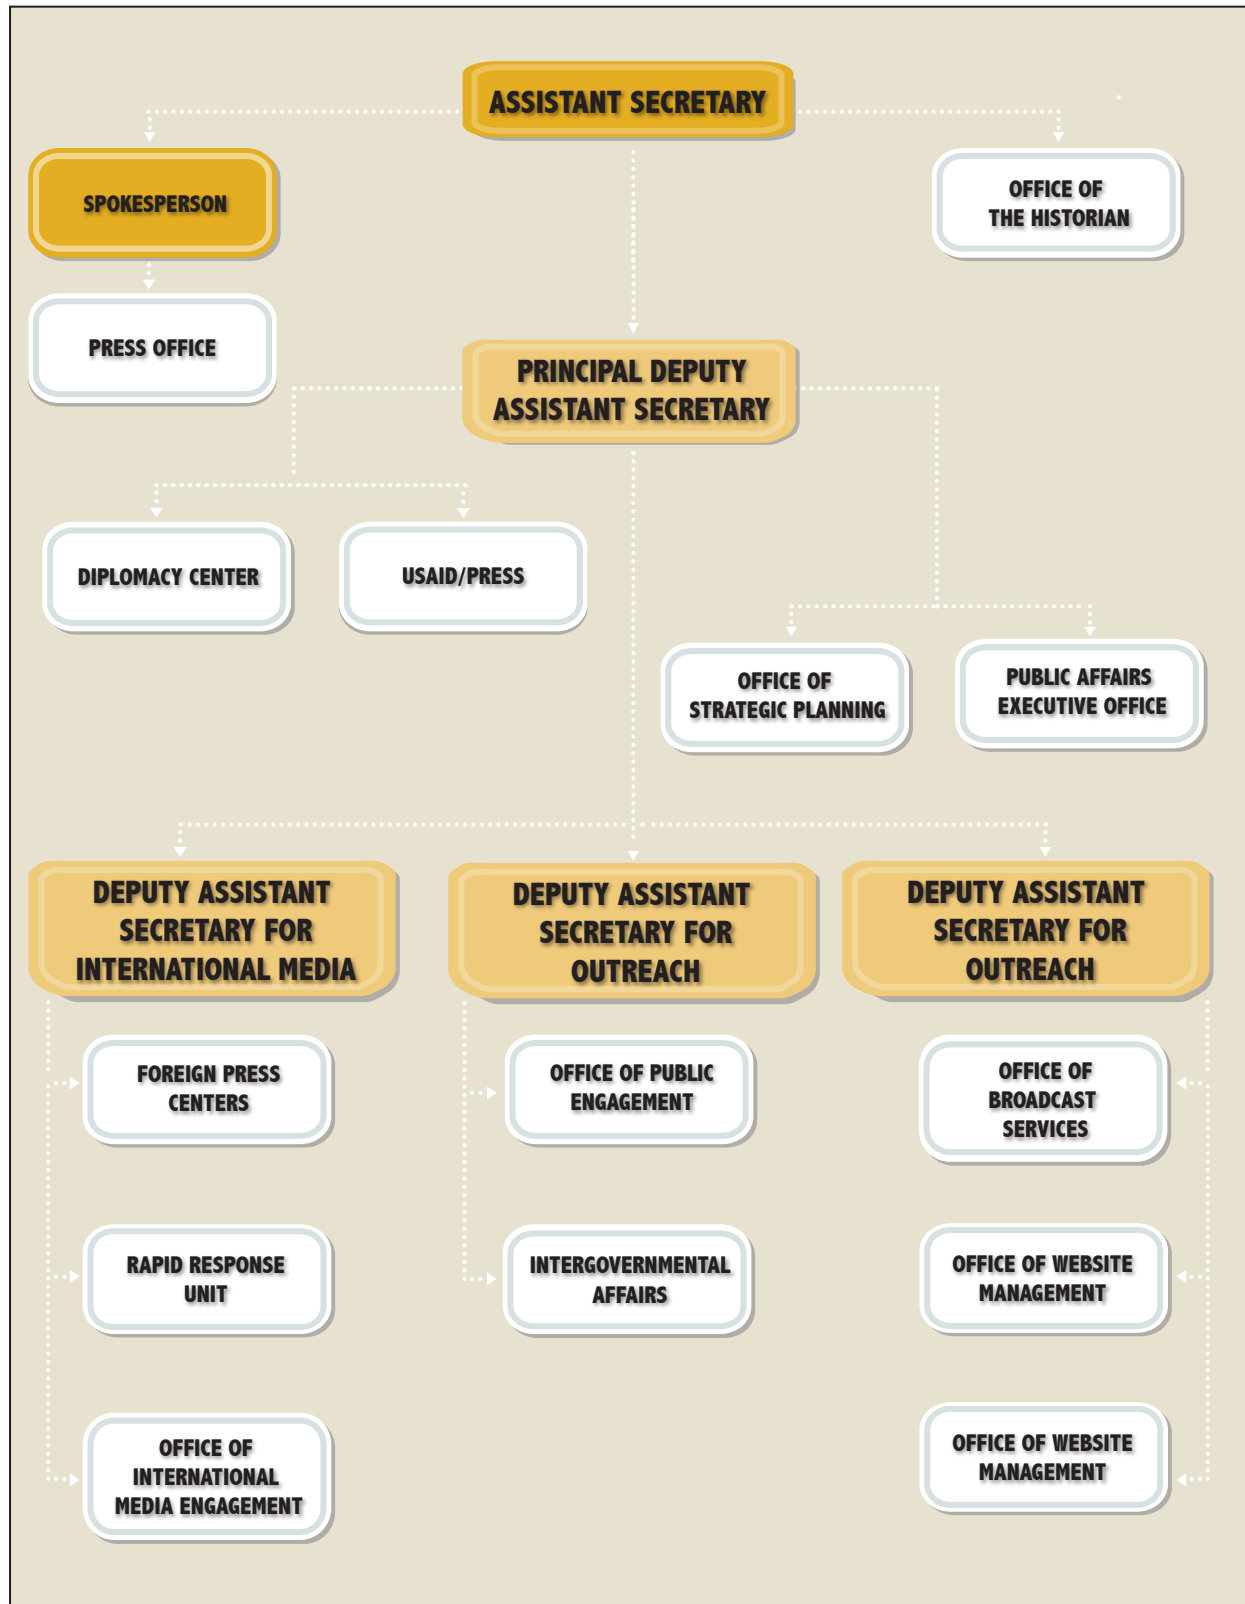 ASSISTANT SECRETARY
SPOKESPERSON
OFFICE OF
THE HISTORIAN
PRESS OFFICE
PRINCIPAL DEPUTY
ASSISTANT SECRETARY
DIPLOMACY CENTER
USAID/PRESS
OFFICE OF
STRATEGIC PLANNING
PUBLIC AFFAIRS
EXECUTIVE OFFICE
DEPUTY ASSISTANT
SECRETARY FOR
INTERNATIONAL MEDIA
DEPUTY ASSISTANT
SECRETARY FOR
OUTREACH
DEPUTY ASSISTANT
SECRETARY FOR
OUTREACH
FOREIGN PRESS
CENTERS
OFFICE OF PUBLIC
ENGAGEMENT
OFFICE OF
BROADCAST
SERVICES
RAPID RESPONSE
UNIT
INTERGOVERNMENTAL
AFFAIRS
OFFICE OF WEBSITE
MANAGEMENT
OFFICE OF
INTERNATIONAL
MEDIA ENGAGEMENT
OFFICE OF WEBSITE
MANAGEMENT